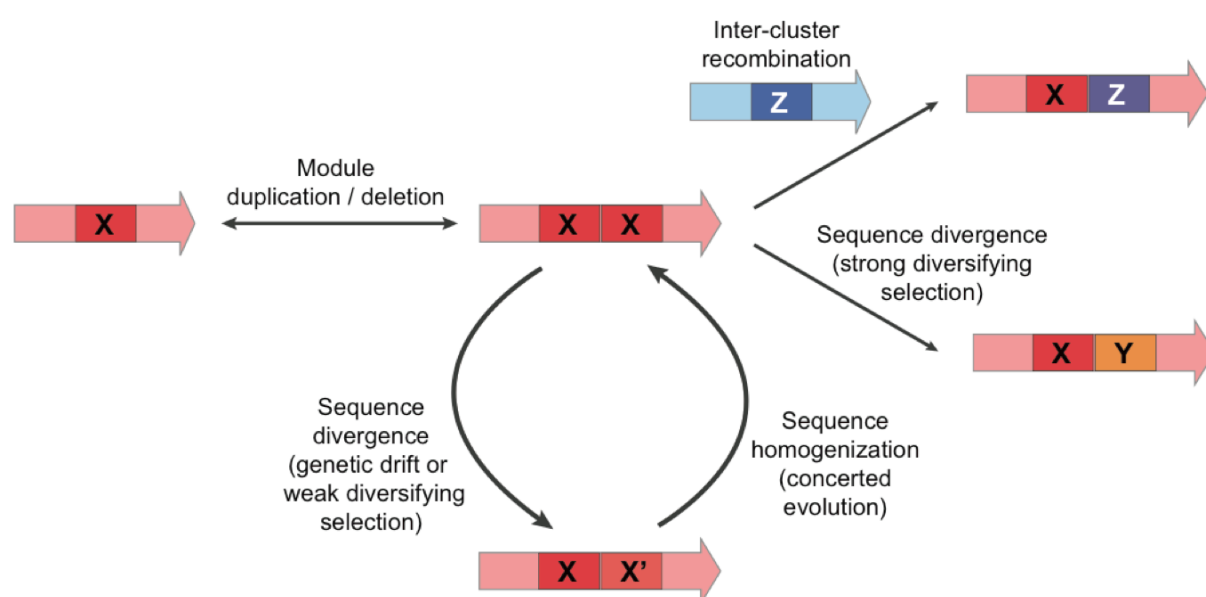 Inter-cluster
recombination
Z
X Z
Module
duplication / deletion
X
X X
Sequence divergence
(strong diversifying
selection)
X Y
Sequence
divergence
(genetic drift or
weak diversifying
selection)
Sequence
homogenization
(concerted
evolution)
X X’